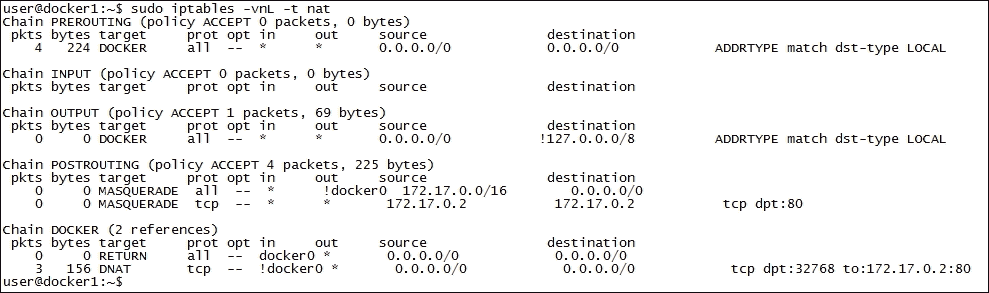 user@docker1:~$ sudo iptables -vnL -t nat
Chain PREROUTING (policy ACCEPT 0 packets, 0 bytes)
 pkts bytes target     prot opt in     out     source               destination
    4   224 DOCKER     all  --  *      *       0.0.0.0/0            0.0.0.0/0            ADDRTYPE match dst-type LOCAL
Chain INPUT (policy ACCEPT 0 packets, 0 bytes)
 pkts bytes target     prot opt in     out     source               destination
Chain OUTPUT (policy ACCEPT 1 packets, 69 bytes)
 pkts bytes target     prot opt in     out     source               destination
    0     0 DOCKER     all  --  *      *       0.0.0.0/0           !127.0.0.0/8          ADDRTYPE match dst-type LOCAL
Chain POSTROUTING (policy ACCEPT 4 packets, 225 bytes)
 pkts bytes target     prot opt in     out     source               destination
    0     0 MASQUERADE  all  --  *      !docker0  172.17.0.0/16        0.0.0.0/0
    0     0 MASQUERADE  tcp  --  *      *       172.17.0.2           172.17.0.2           tcp dpt:80
Chain DOCKER (2 references)
 pkts bytes target     prot opt in     out     source               destination
    0     0 RETURN     all  --  docker0 *       0.0.0.0/0            0.0.0.0/0
    3   156 DNAT       tcp  --  !docker0 *       0.0.0.0/0            0.0.0.0/0            tcp dpt:32768 to:172.17.0.2:80
user@docker1:~$